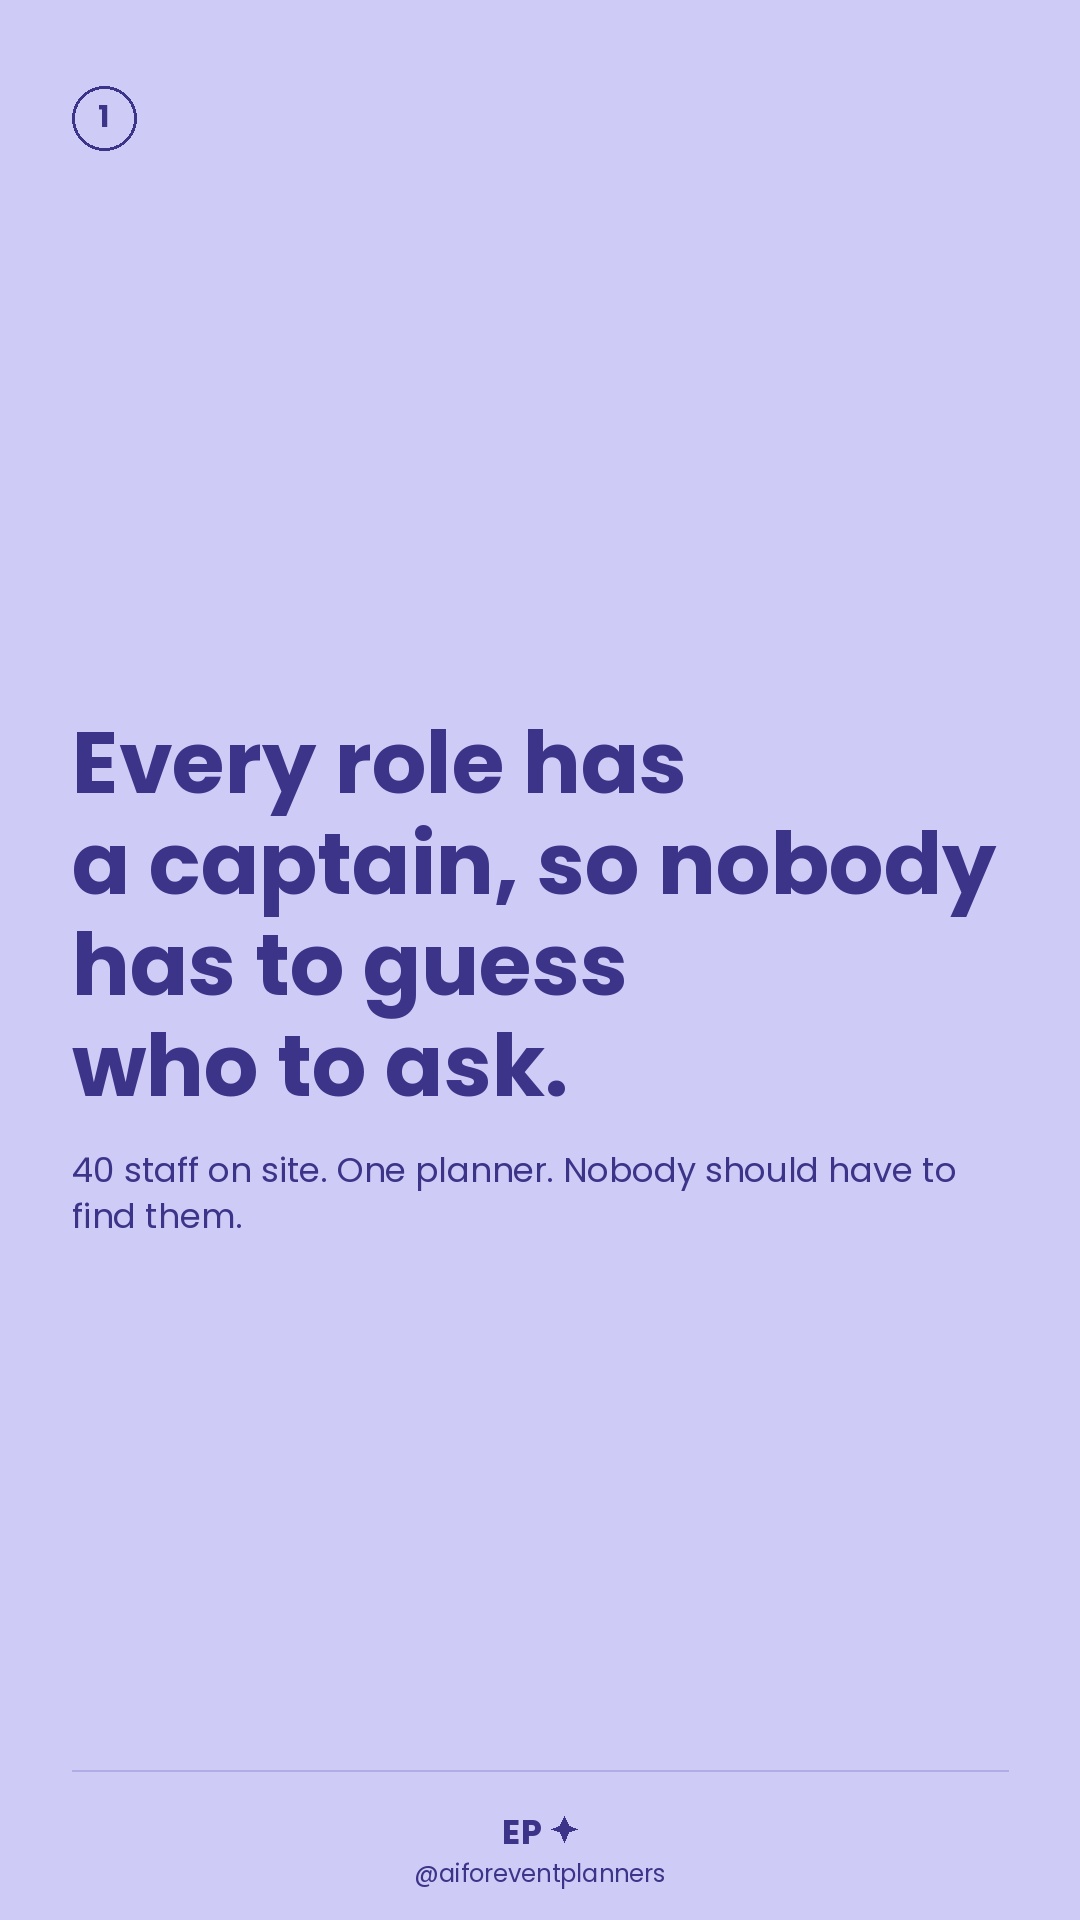 1
Every role has
a captain, so nobody
has to guess
who to ask.
40 staff on site. One planner. Nobody should have to
find them.
EP
@aiforeventplanners